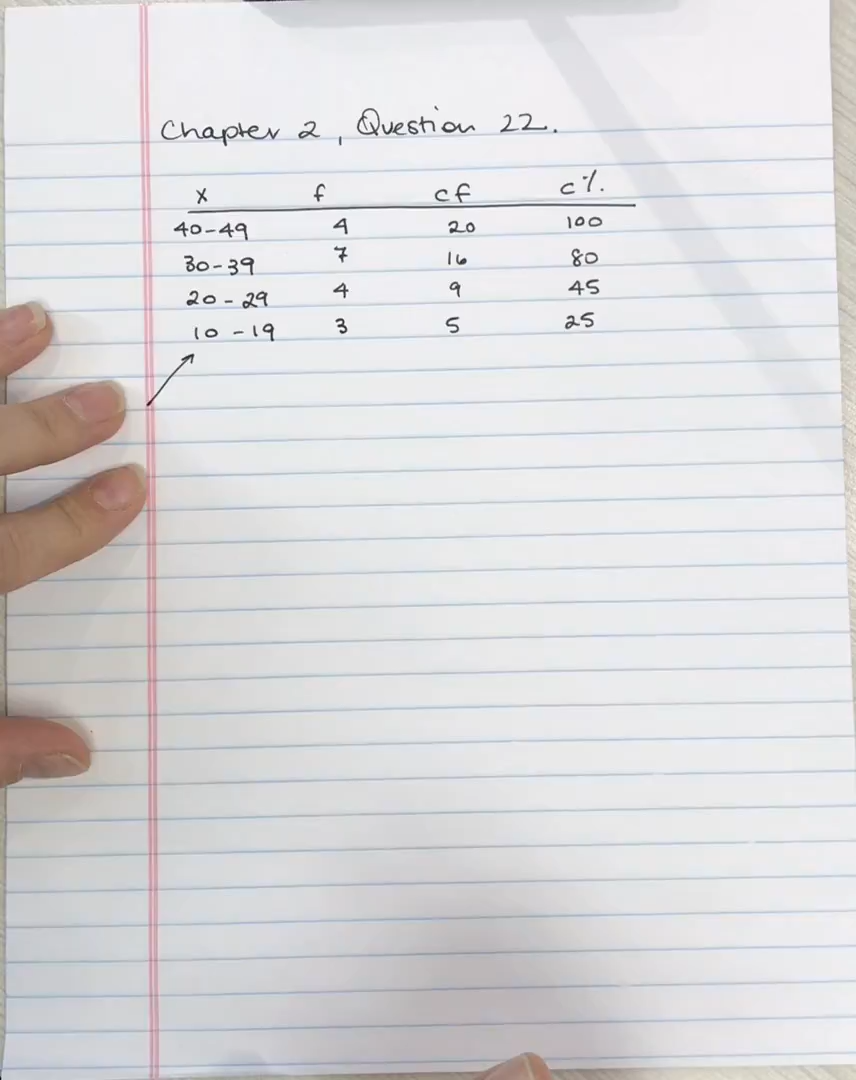 Chapter 2, Question 22.
x f cf c%.
40-49 4 20 100
30-39 7 16 80
20-29 4 9 45
10-19 3 5 25